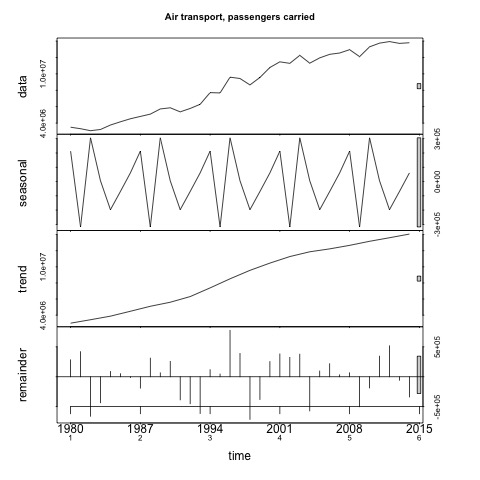 Air transport, passengers carried
data
4.0e+06 1.0e+07
seasonal
-3e+05 0e+00 3e+05
trend
4.0e+06 1.0e+07
remainder
-5e+05 5e+05
1980 1987 1994 2001 2008 2015
1 2 3 4 5 6
time